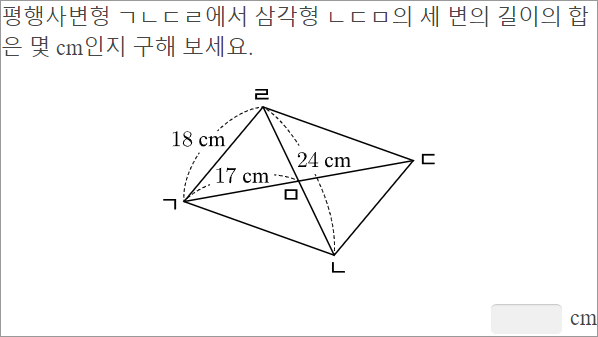 평행사변형 ㄱㄴㄷㄹ에서 삼각형 ㄴㄷㅁ의 세 변의 길이의 합
은 몇 cm인지 구해 보세요.
ㄹ
18 cm
24 cm
ㄷ
17 cm
ㅁ
ㄱ
ㄴ
cm